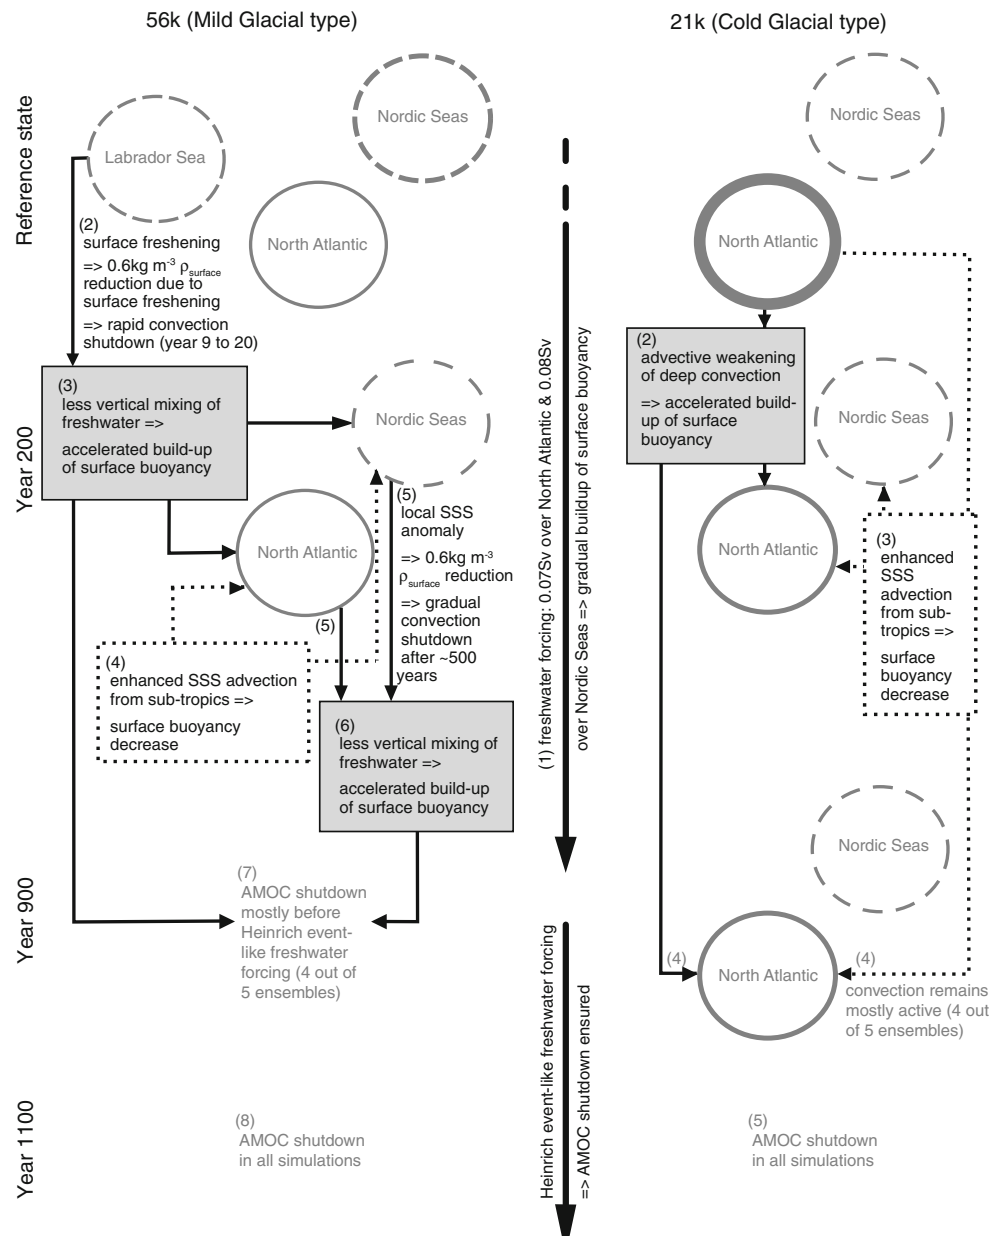 56k (Mild Glacial type)
21k (Cold Glacial type)
Reference state
Labrador Sea
Nordic Seas
North Atlantic
(2)
surface freshening
=> 0.6kg m-3 ρsurface
reduction due to
surface freshening
=> rapid convection
shutdown (year 9 to 20)
Year 200
(3)
less vertical mixing of
freshwater =>
accelerated build-up
of surface buoyancy
Nordic Seas
North Atlantic
(5)
local SSS
anomaly
=> 0.6kg m-3
ρsurface reduction
=> gradual
convection
shutdown
after ~500
years
(5)
(4)
enhanced SSS advection
from sub-tropics =>
surface buoyancy
decrease
(6)
less vertical mixing of
freshwater =>
accelerated build-up
of surface buoyancy
Year 900
(7)
AMOC shutdown
mostly before
Heinrich event-
like freshwater
forcing (4 out of
5 ensembles)
Year 1100
(8)
AMOC shutdown
in all simulations
(1) freshwater forcing: 0.07Sv over North Atlantic & 0.08Sv
over Nordic Seas => gradual buildup of surface buoyancy
Heinrich event-like freshwater forcing
=> AMOC shutdown ensured
Nordic Seas
North Atlantic
(2)
advective weakening
of deep convection
=> accelerated build-
up of surface
buoyancy
Nordic Seas
North Atlantic
(3)
enhanced
SSS
advection
from sub-
tropics =>
surface
buoyancy
decrease
Nordic Seas
(4)
North Atlantic
(4)
convection remains
mostly active (4 out
of 5 ensembles)
(5)
AMOC shutdown
in all simulations